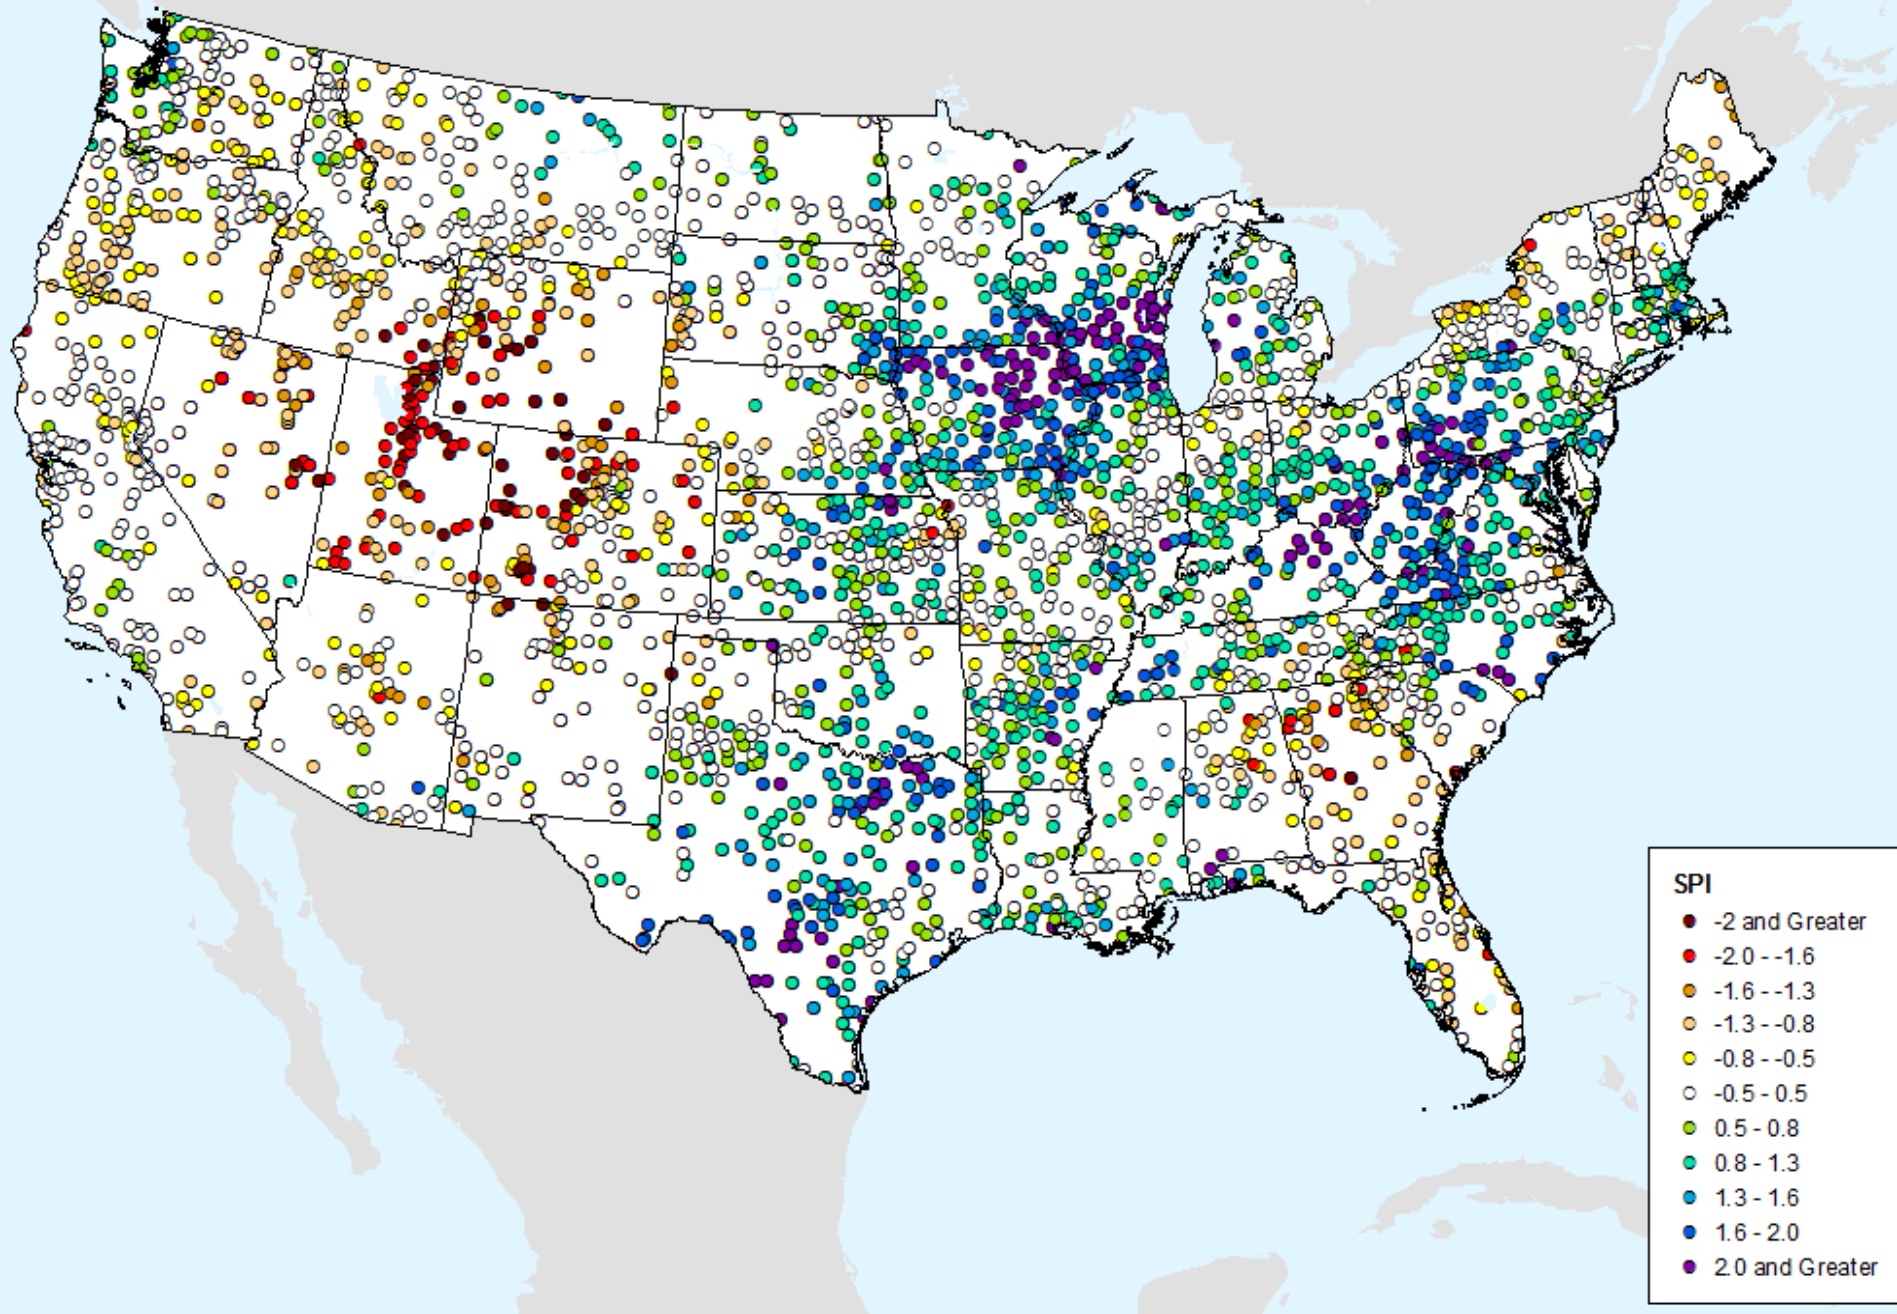 SPI
-2 and Greater
-2.0 - -1.6
-1.6 - -1.3
-1.3 - -0.8
-0.8 - -0.5
-0.5 - 0.5
0.5 - 0.8
0.8 - 1.3
1.3 - 1.6
1.6 - 2.0
2.0 and Greater